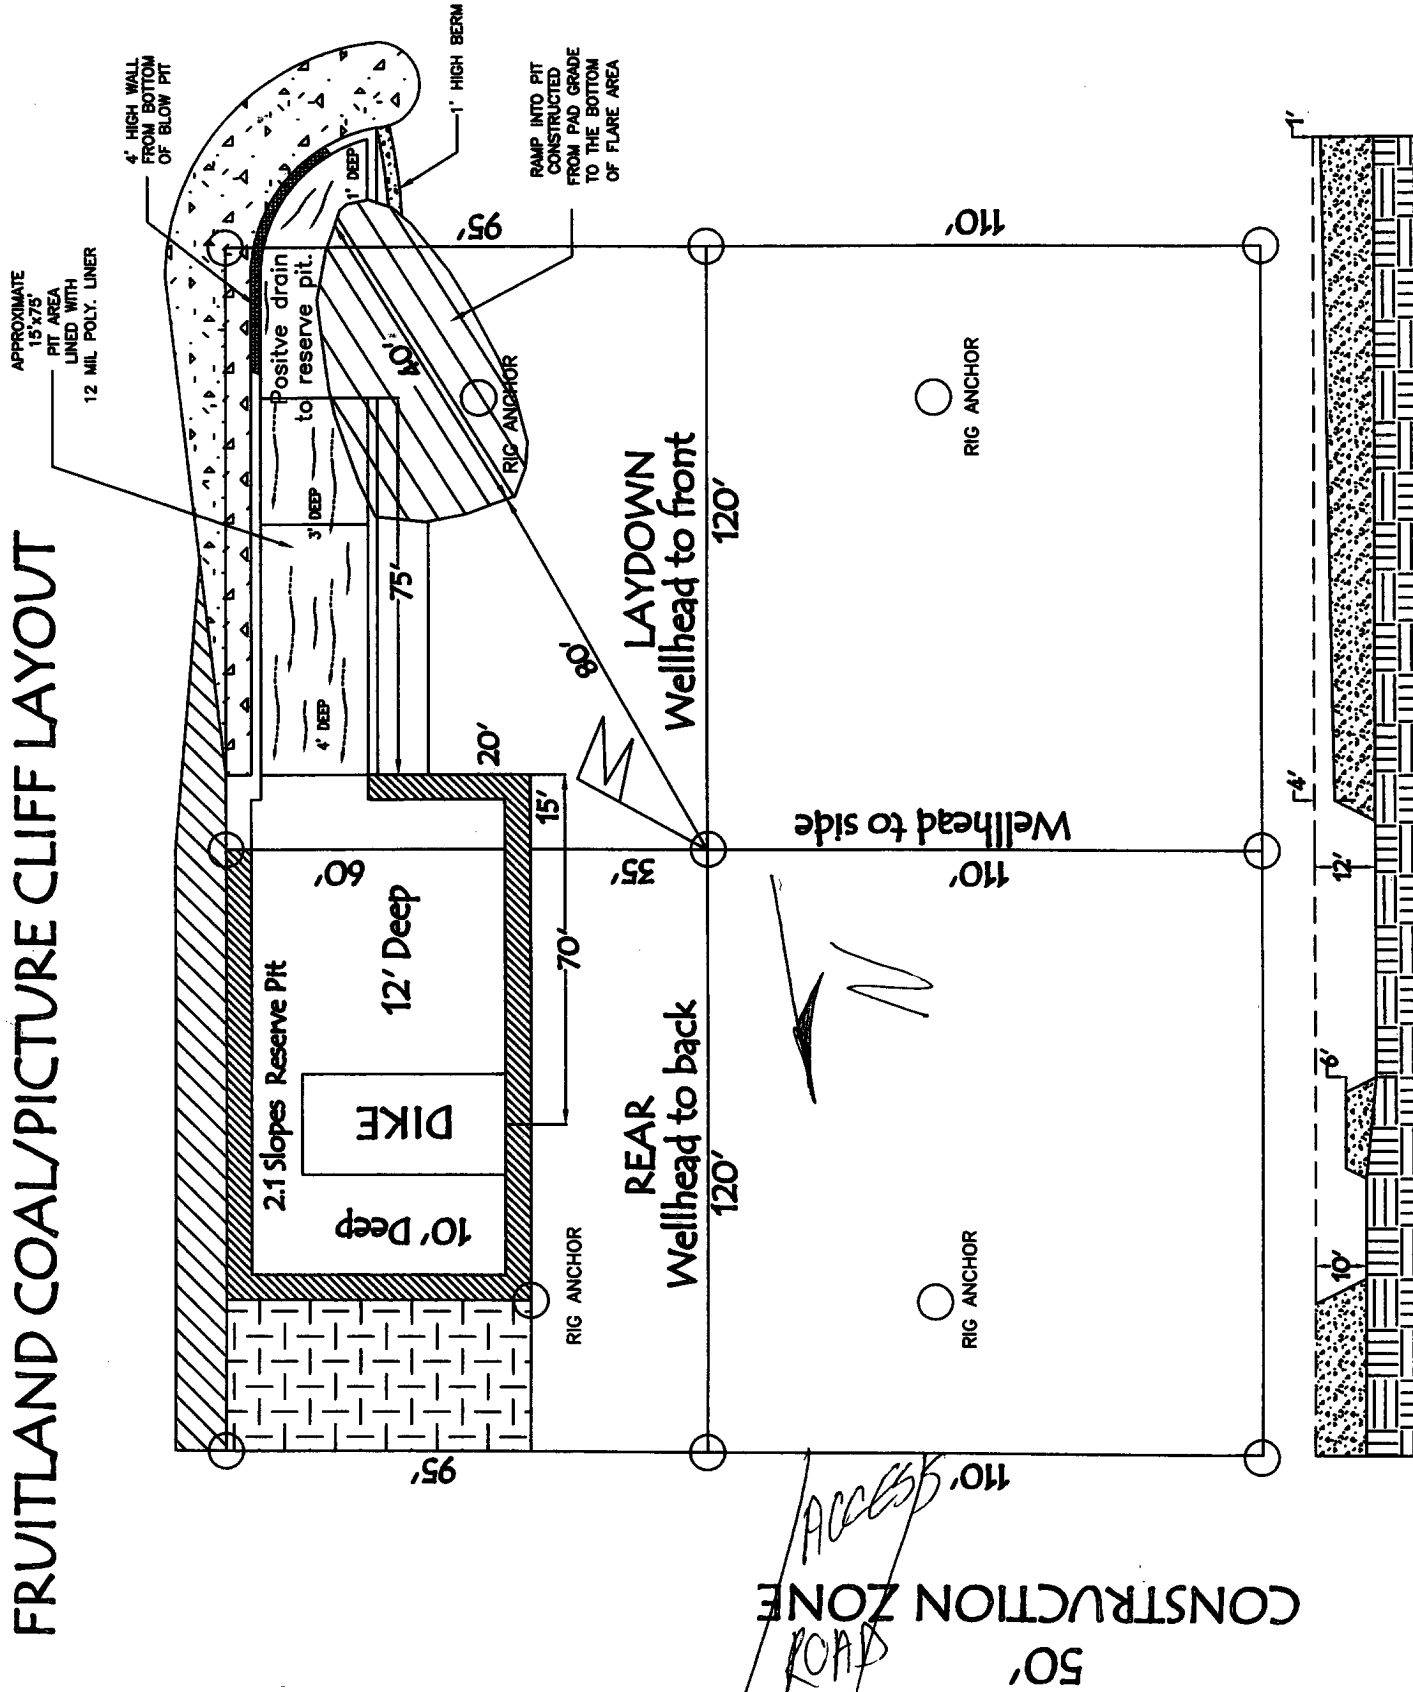 FRUITLAND COAL/PICTURE CLIFF LAYOUT
APPROXIMATE
15'x75'
PIT AREA
LINED WITH
12 MIL POLY. LINER
4' HIGH WALL
FROM BOTTOM
OF BLOW PIT
1' HIGH BERM
RAMP INTO PIT
CONSTRUCTED
FROM PAD GRADE
TO THE BOTTOM
OF FLARE AREA
1' DEEP
Positve drain
to reserve pit.
3' DEEP
4' DEEP
40'
RIG ANCHOR
75'
95'
80'
20'
15'
60'
35'
70'
2.1 Slopes Reserve Pit
12' Deep
DIKE
10' Deep
RIG ANCHOR
95'
REAR
Wellhead to back
120'
LAYDOWN
Wellhead to front
120'
Wellhead to side
110'
110'
110'
RIG ANCHOR
RIG ANCHOR
N
ACCESS
ROAD
50'
CONSTRUCTION ZONE
10'
6'
12'
4'
1'